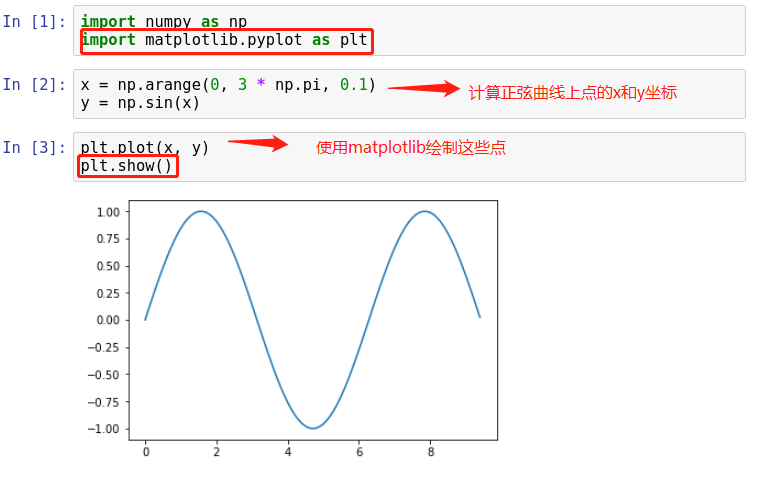 In [1]: import numpy as np
import matplotlib.pyplot as plt
In [2]: x = np.arange(0, 3 * np.pi, 0.1)
y = np.sin(x)
计算正弦曲线上点的x和y坐标
In [3]: plt.plot(x, y)
使用matplotlib绘制这些点
plt.show()
1.00
0.75
0.50
0.25
0.00
−0.25
−0.50
−0.75
−1.00
0 2 4 6 8